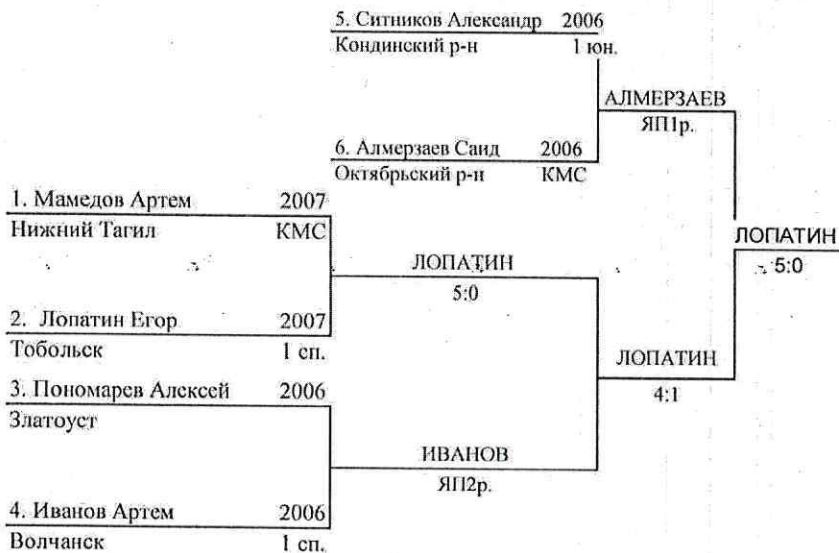 5. Ситников Александр 2006
Кондинский р-н 1 юн.
АЛМЕРЗАЕВ
ЯП1р.
6. Алмерзаев Саид 2006
Октябрьский р-н КМС
1. Мамедов Артем 2007
Нижний Тагил КМС
ЛОПАТИН
5:0
ЛОПАТИН
5:0
2. Лопатин Егор 2007
Тобольск 1 сп.
ЛОПАТИН
4:1
3. Пономарев Алексей 2006
Златоуст
ИВАНОВ
ЯП2р.
4. Иванов Артем 2006
Волчанск 1 сп.